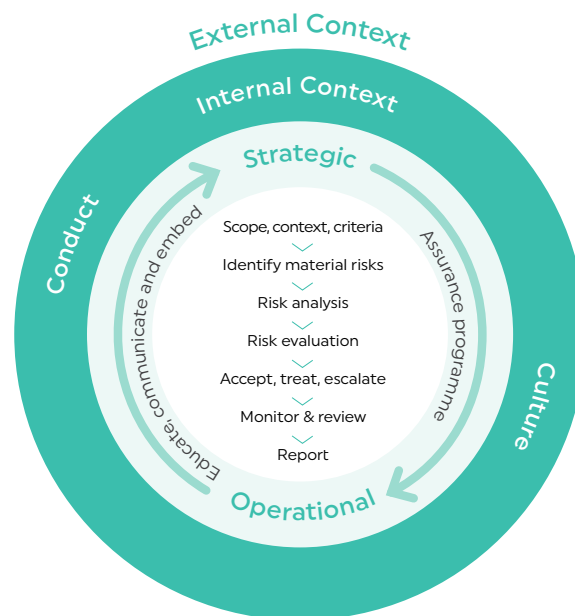 External Context
Internal Context
Strategic
Conduct
Culture
Educate, communicate and embed
Assurance programme
Scope, context, criteria
Identify material risks
Risk analysis
Risk evaluation
Accept, treat, escalate
Monitor & review
Report
Operational